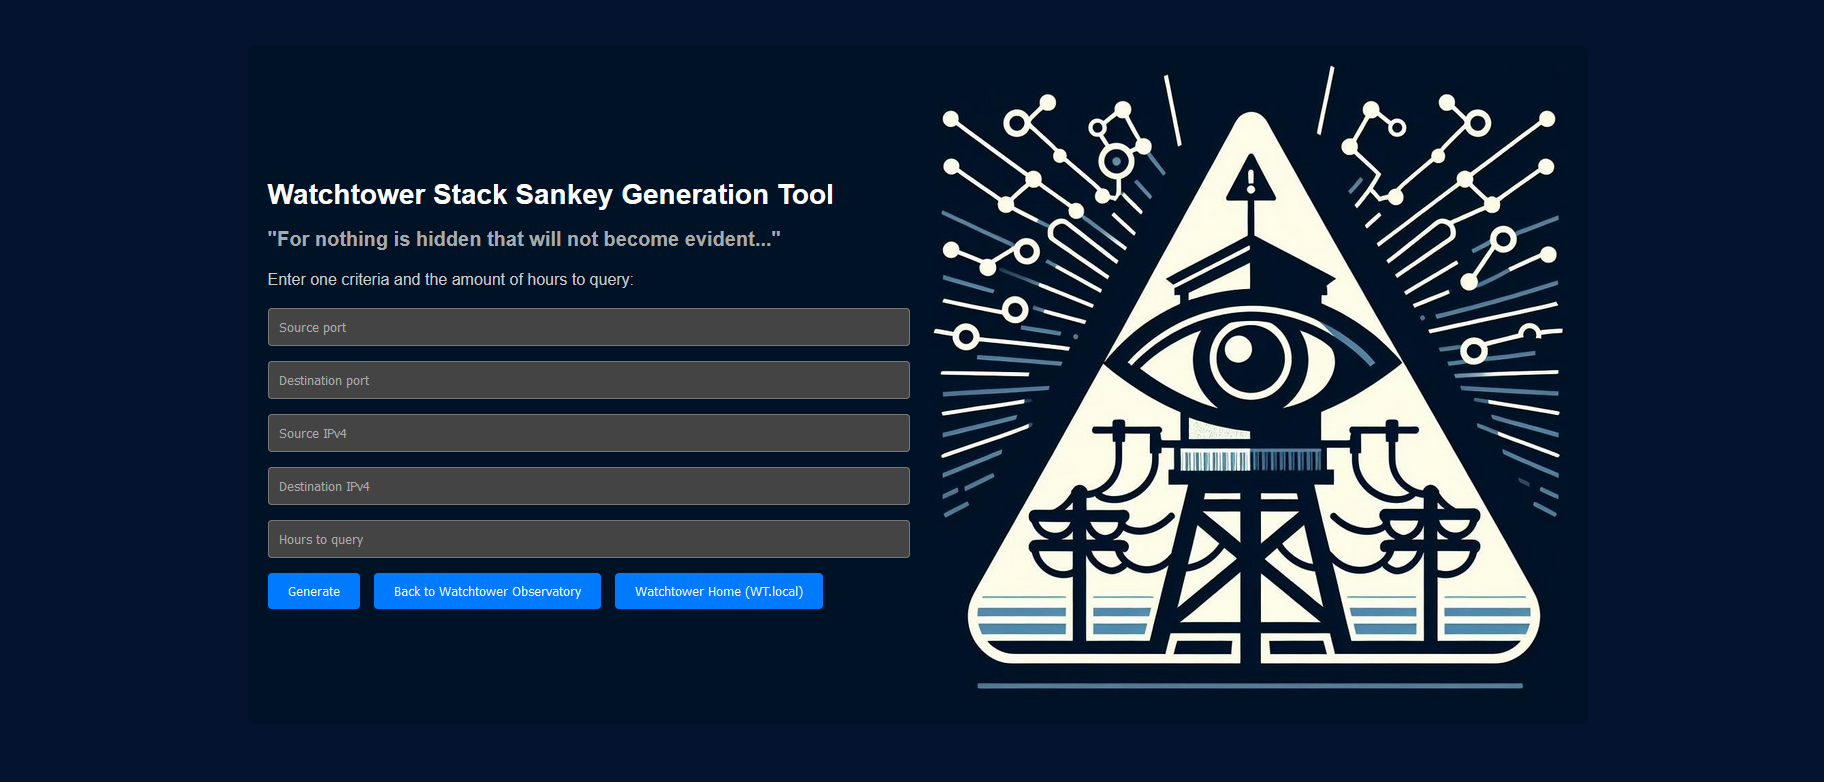 Watchtower Stack Sankey Generation Tool
"For nothing is hidden that will not become evident..."
Enter one criteria and the amount of hours to query:
Source port
Destination port
Source IPv4
Destination IPv4
Hours to query
Generate
Back to Watchtower Observatory
Watchtower Home (WT.local)
!